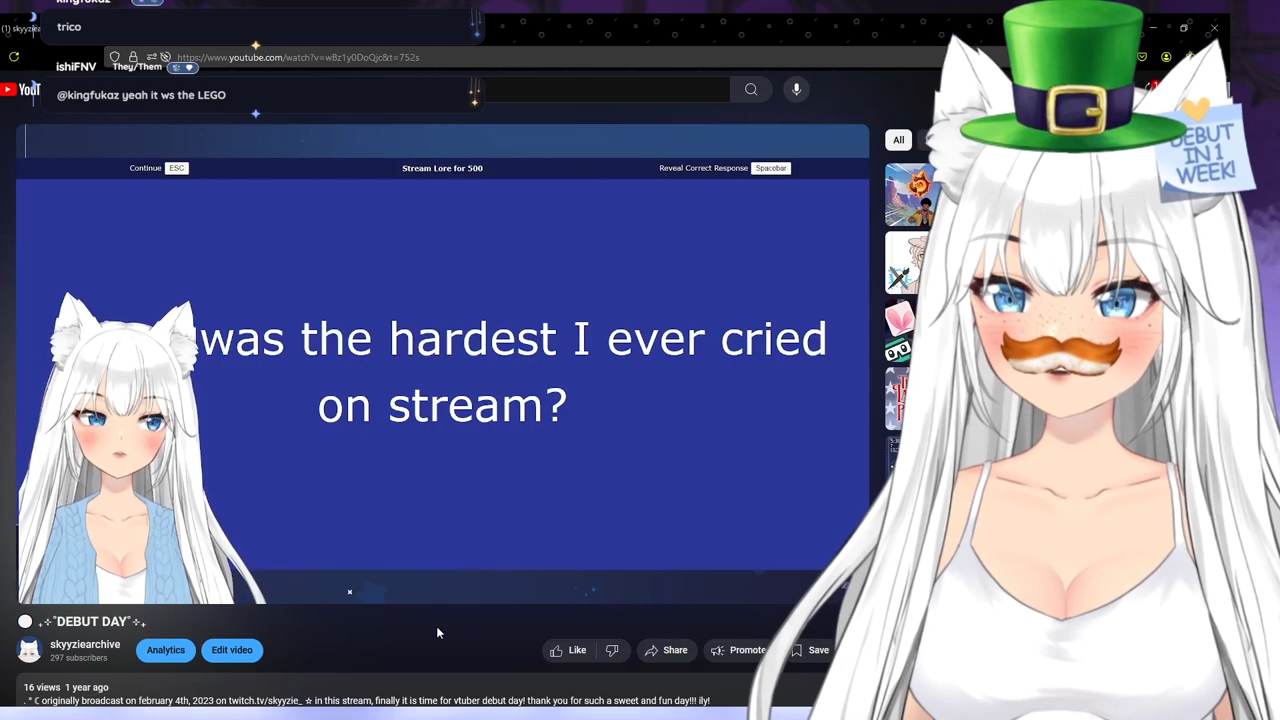 trico
ishiFNV They/Them
@kingfukaz yeah it ws the LEGO
https://www.youtube.com/watch?v=wBz1y0DoQjc&t=752s
All
Continue ESC Stream Lore for 500 Reveal Correct Response Spacebar
was the hardest I ever cried
on stream?
DEBUT
IN 1
WEEK!
DEBUT DAY
skyyziearchive
297 subscribers
Analytics
Edit video
Like
Share
Promote
Save
16 views 1 year ago
originally broadcast on february 4th, 2023 on twitch.tv/skyyzie_ ☆ in this stream, finally it is time for vtuber debut day! thank you for such a sweet and fun day!!! ily!